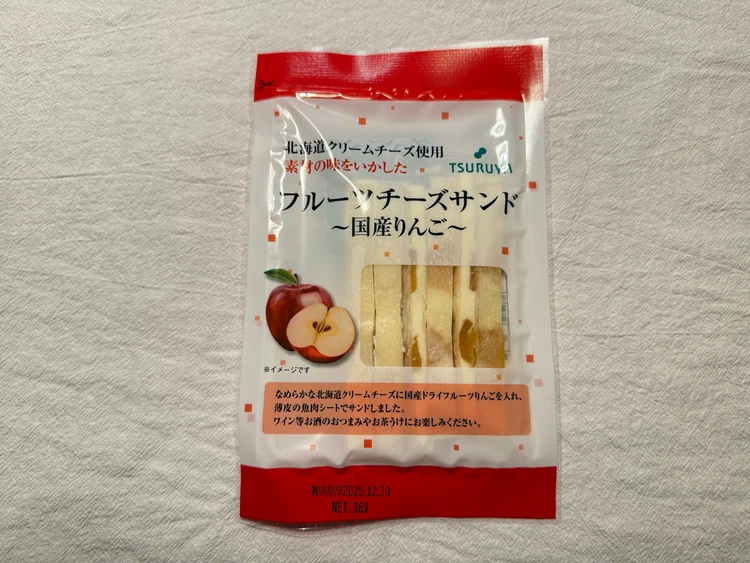 北海道クリームチーズ使用
素材の味をいかした
TSURUYA
フルーツチーズサンド
～国産りんご～
※イメージです
なめらかな北海道クリームチーズに国産ドライフルーツりんごを入れ、
薄皮の魚肉シートでサンドしました。
ワイン等お酒のおつまみやお茶うけにお楽しみください。
賞味期限2025.12.30
NET.36g